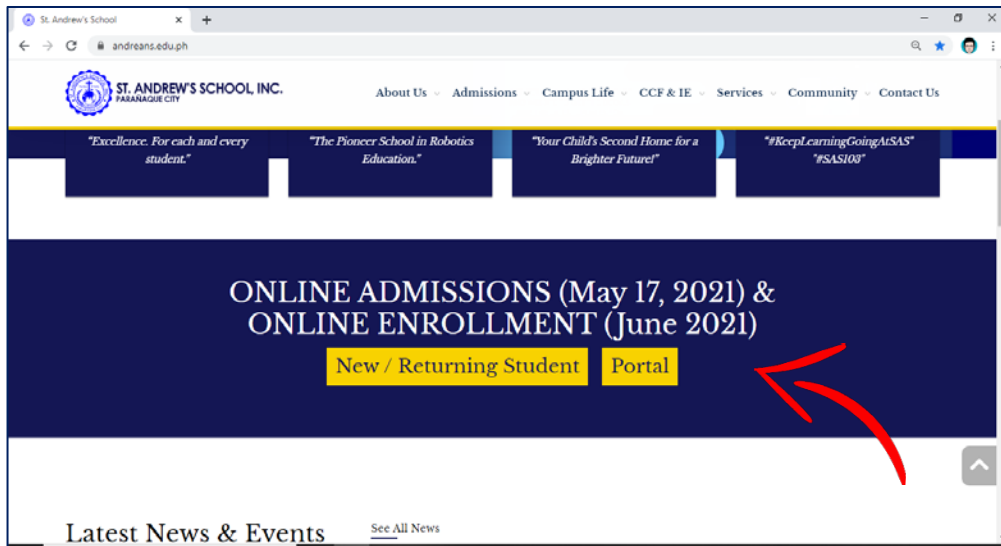 St. Andrew's School
andreans.edu.ph
ST. ANDREW'S SCHOOL, INC.
PARAÑAQUE CITY
About Us Admissions Campus Life CCF & IE Services Community Contact Us
"Excellence. For each and every
student."
"The Pioneer School in Robotics
Education."
"Your Child's Second Home for a
Brighter Future!"
"#KeepLearningGoingAtSAS"
"#SAS103"
ONLINE ADMISSIONS (May 17, 2021) &
ONLINE ENROLLMENT (June 2021)
New / Returning Student Portal
Latest News & Events See All News